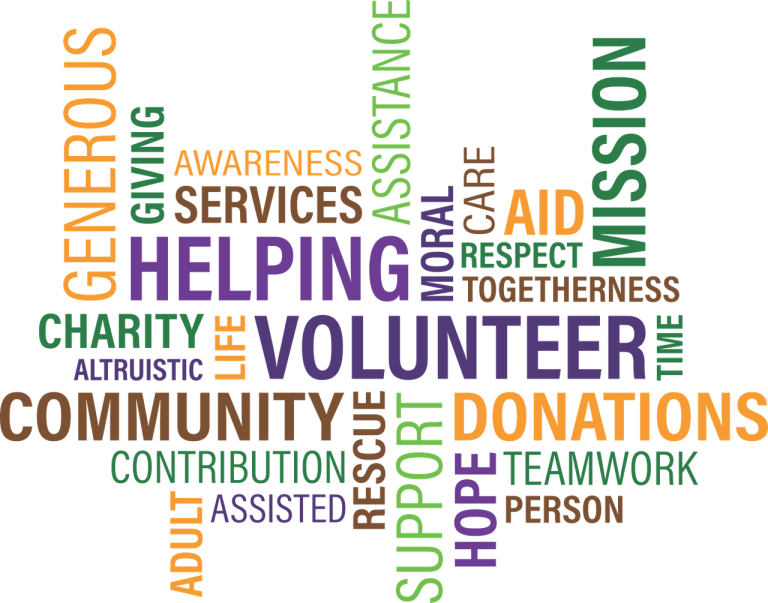 GENEROUS
GIVING
AWARENESS
SERVICES
ASSISTANCE
HELPING
MORAL
CARE
AID
RESPECT
MISSION
TOGETHERNESS
CHARITY
ALTRUISTIC
LIFE
VOLUNTEER
TIME
COMMUNITY
RESCUE
SUPPORT
DONATIONS
CONTRIBUTION
HOPE
TEAMWORK
ADULT
ASSISTED
PERSON